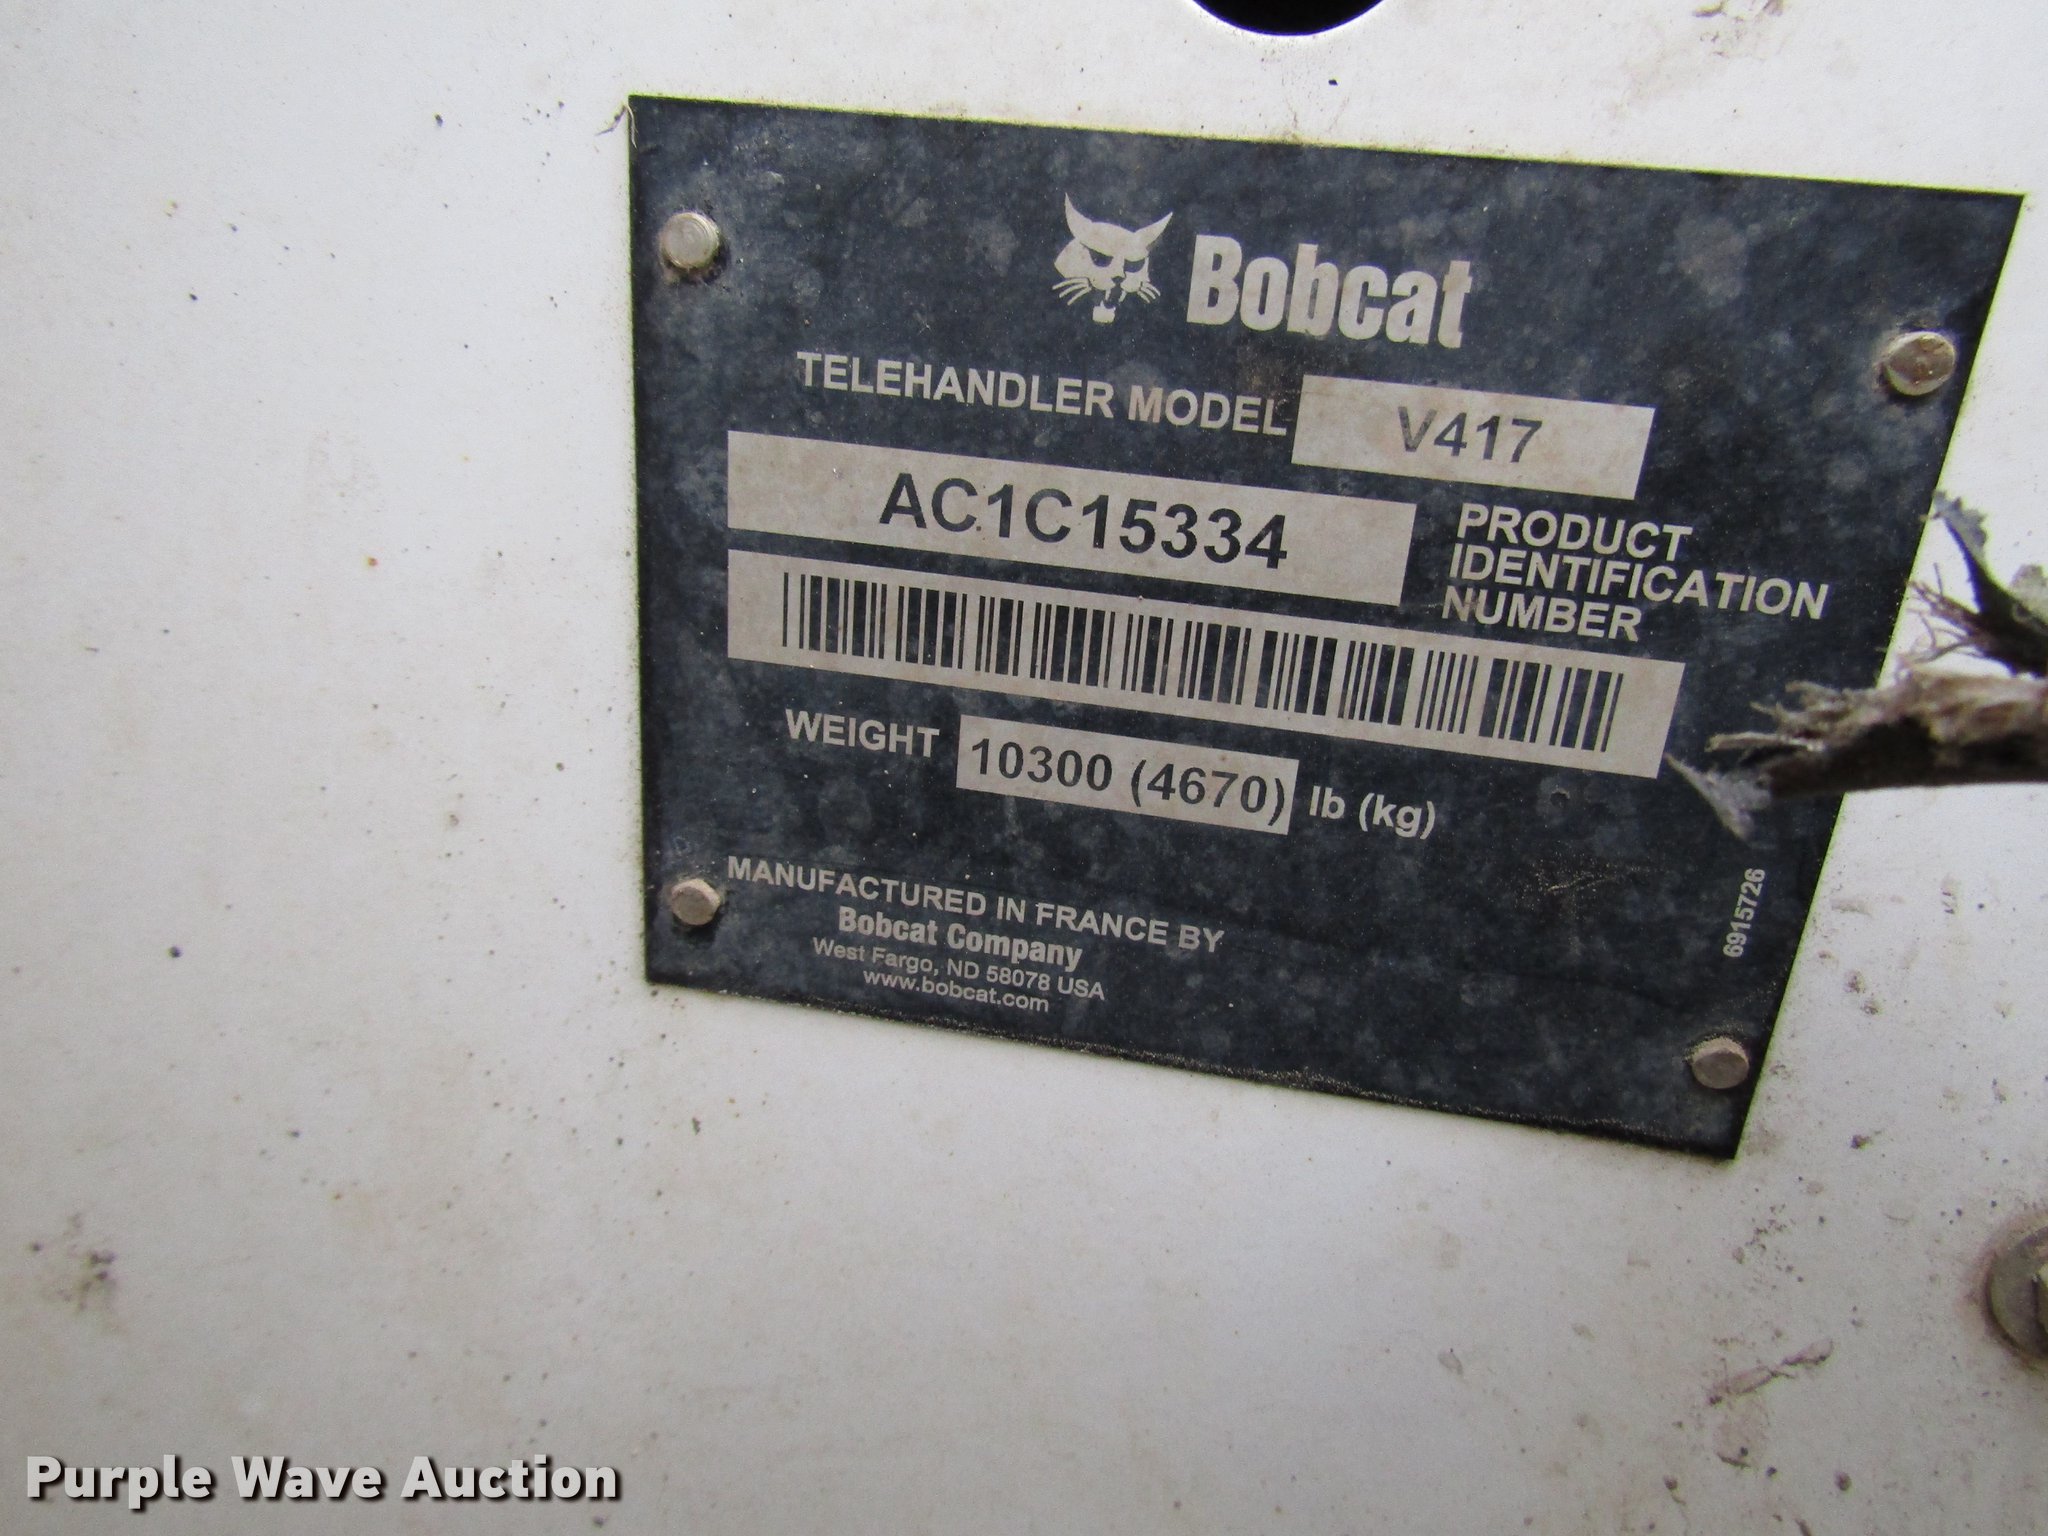 Bobcat
TELEHANDLER MODEL V417
AC1C15334
PRODUCT
IDENTIFICATION
NUMBER
WEIGHT 10300 (4670) lb (kg)
MANUFACTURED IN FRANCE BY
Bobcat Company
West Fargo, ND 58078 USA
www.bobcat.com
6915726
Purple Wave Auction